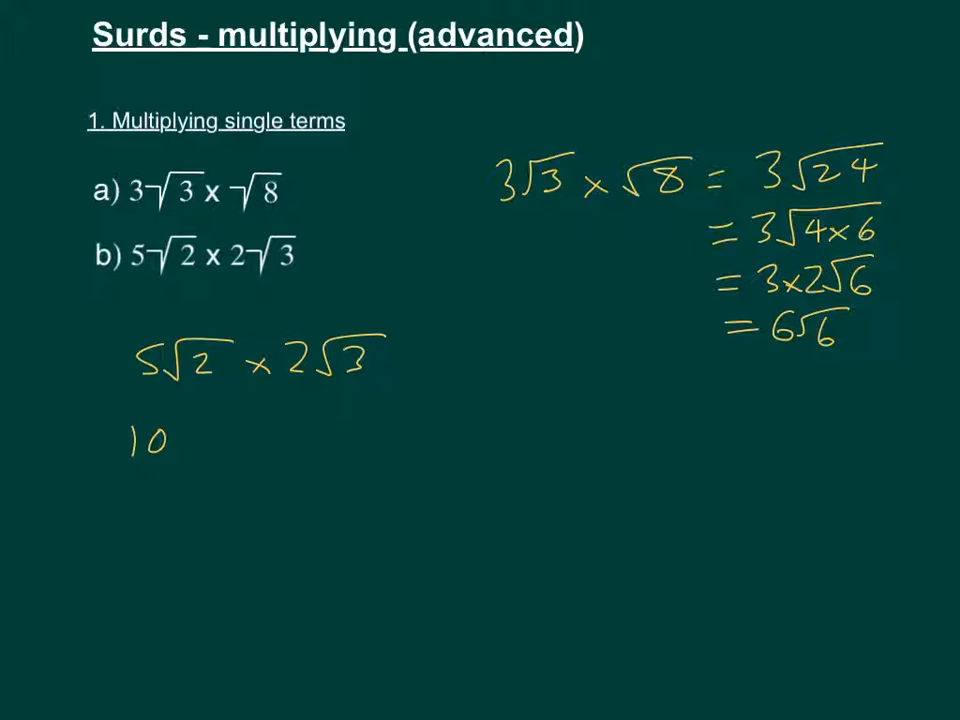 Surds - multiplying (advanced)
1. Multiplying single terms
a) 3√3 x √8
b) 5√2 x 2√3
3√3 × √8 = 3√24
= 3√4×6
= 3×2√6
= 6√6
5√2 × 2√3
10